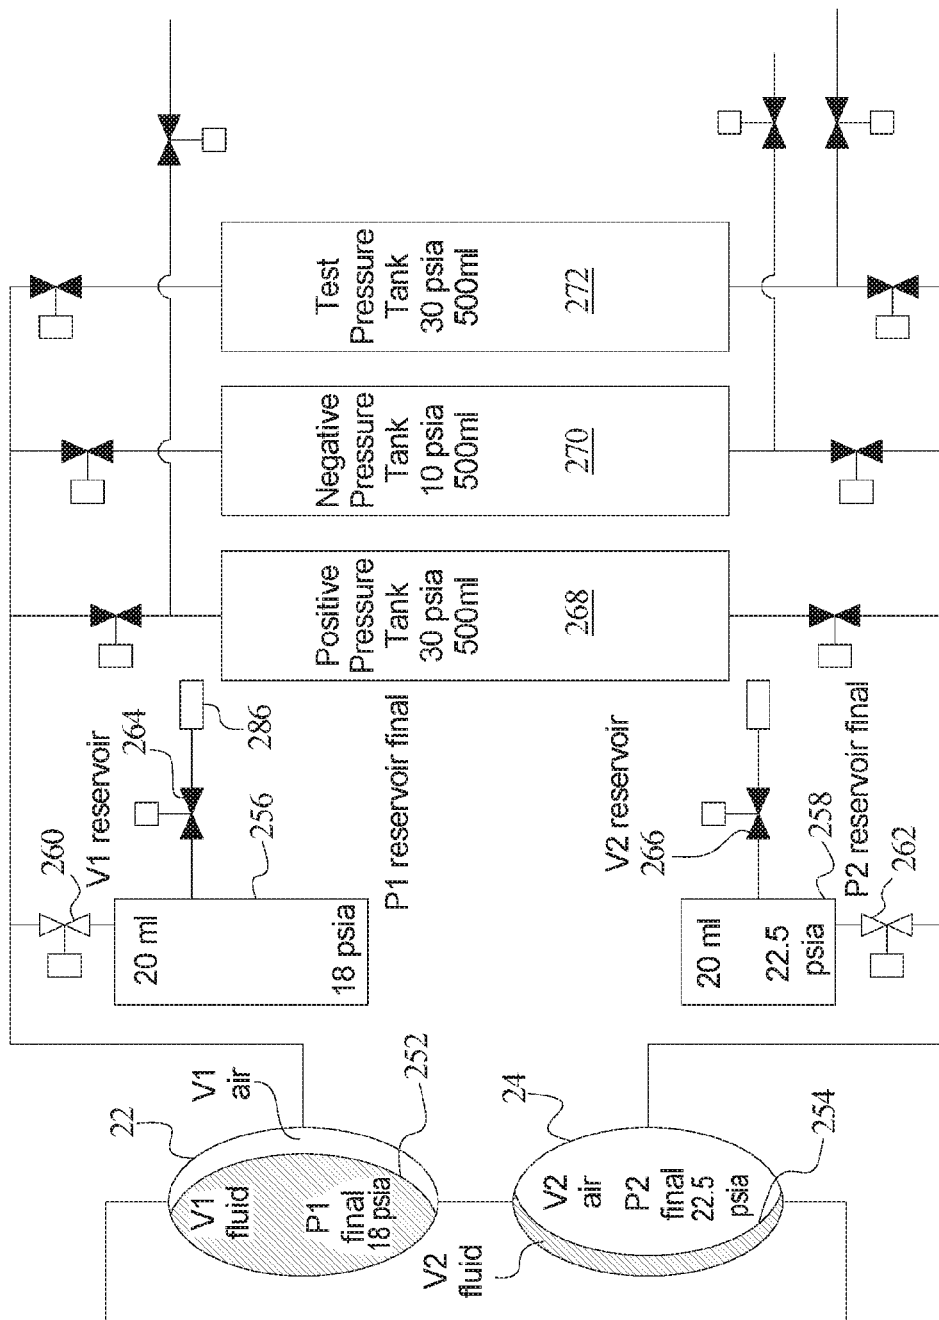 Test
Pressure
Tank
30 psia
500ml
272
Negative
Pressure
Tank
10 psia
500ml
270
Positive
Pressure
Tank
30 psia
500ml
268
260
V1 reservoir
264
286
256
20 ml
18 psia
P1 reservoir final
V2 reservoir
266
258
P2 reservoir final
262
20 ml
22.5
psia
22
V1
air
252
V1
fluid
P1
final
18 psia
24
V2
air
P2
final
22.5
psia
254
V2
fluid